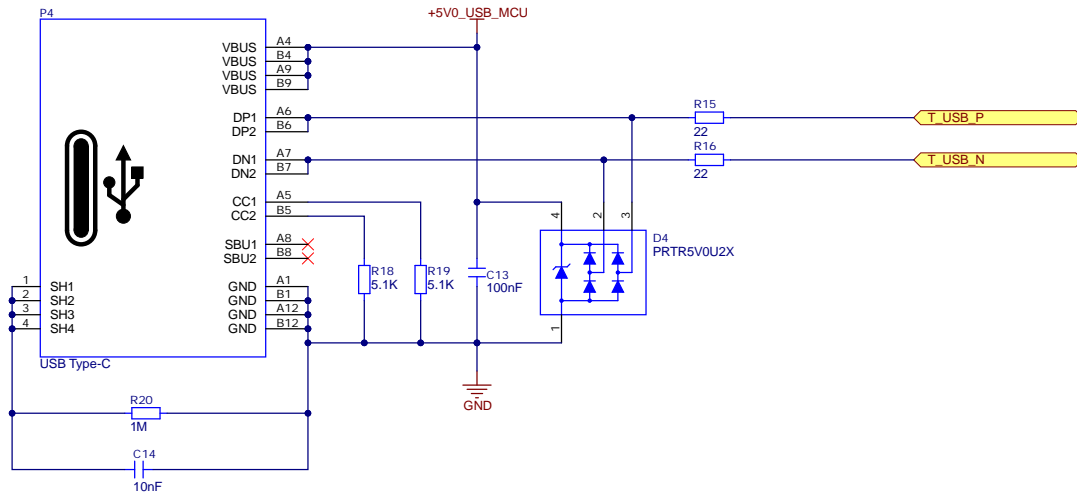 P4
+5V0_USB_MCU
VBUS A4
VBUS B4
VBUS A9
VBUS B9
DP1 A6
DP2 B6
R15
22
T_USB_P
DN1 A7
DN2 B7
R16
22
T_USB_N
CC1 A5
CC2 B5
SBU1 A8
SBU2 B8
4
2
3
D4
PRTR5V0U2X
R18
5.1K
R19
5.1K
C13
100nF
1 SH1
2 SH2
3 SH3
4 SH4
GND A1
GND B1
GND A12
GND B12
1
USB Type-C
GND
R20
1M
C14
10nF